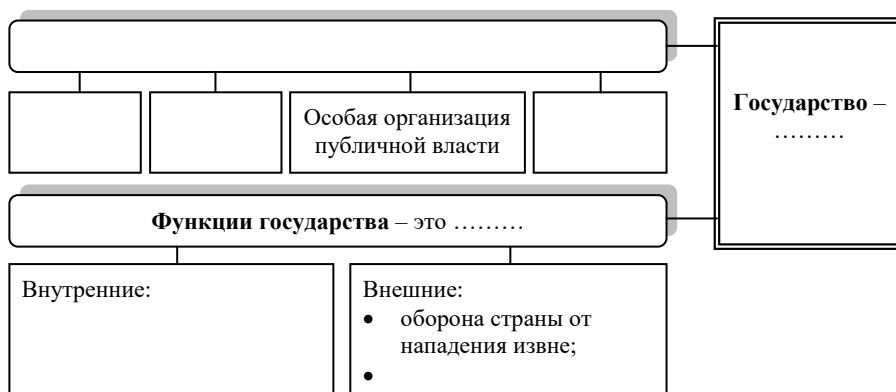 Особая организация
публичной власти
Государство –
………
Функции государства – это ………
Внутренние:
Внешние:
• оборона страны от
нападения извне;
•